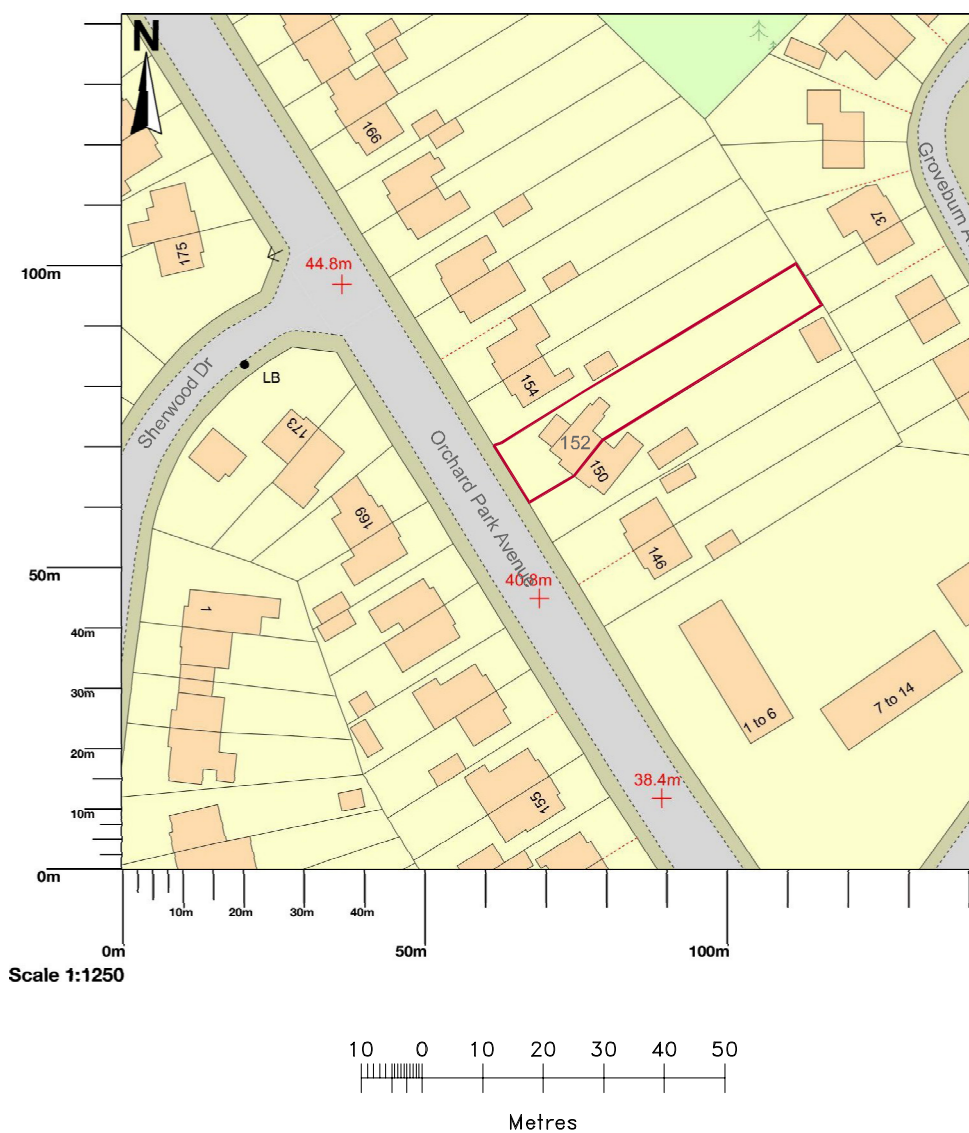 N
166
175
37
Groveburn A
100m
44.8m
154
LB
Sherwood Dr
173
152
150
Orchard Park Avenue
169
146
50m
40.8m
1
40m
30m
20m
10m
0m
1 to 6
7 to 14
38.4m
155
10m
20m
30m
40m
0m
50m
100m
Scale 1:1250
10 0 10 20 30 40 50
Metres